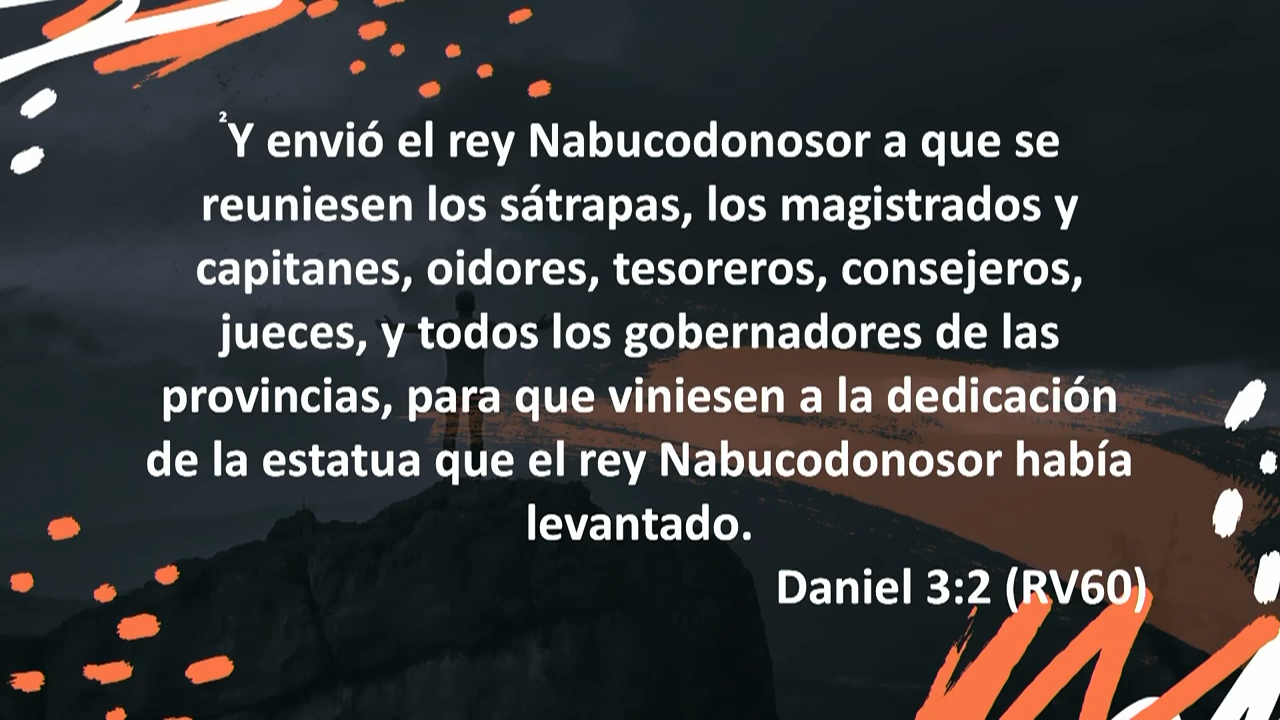 ²Y envió el rey Nabucodonosor a que se
reuniesen los sátrapas, los magistrados y
capitanes, oidores, tesoreros, consejeros,
jueces, y todos los gobernadores de las
provincias, para que viniesen a la dedicación
de la estatua que el rey Nabucodonosor había
levantado.
Daniel 3:2 (RV60)